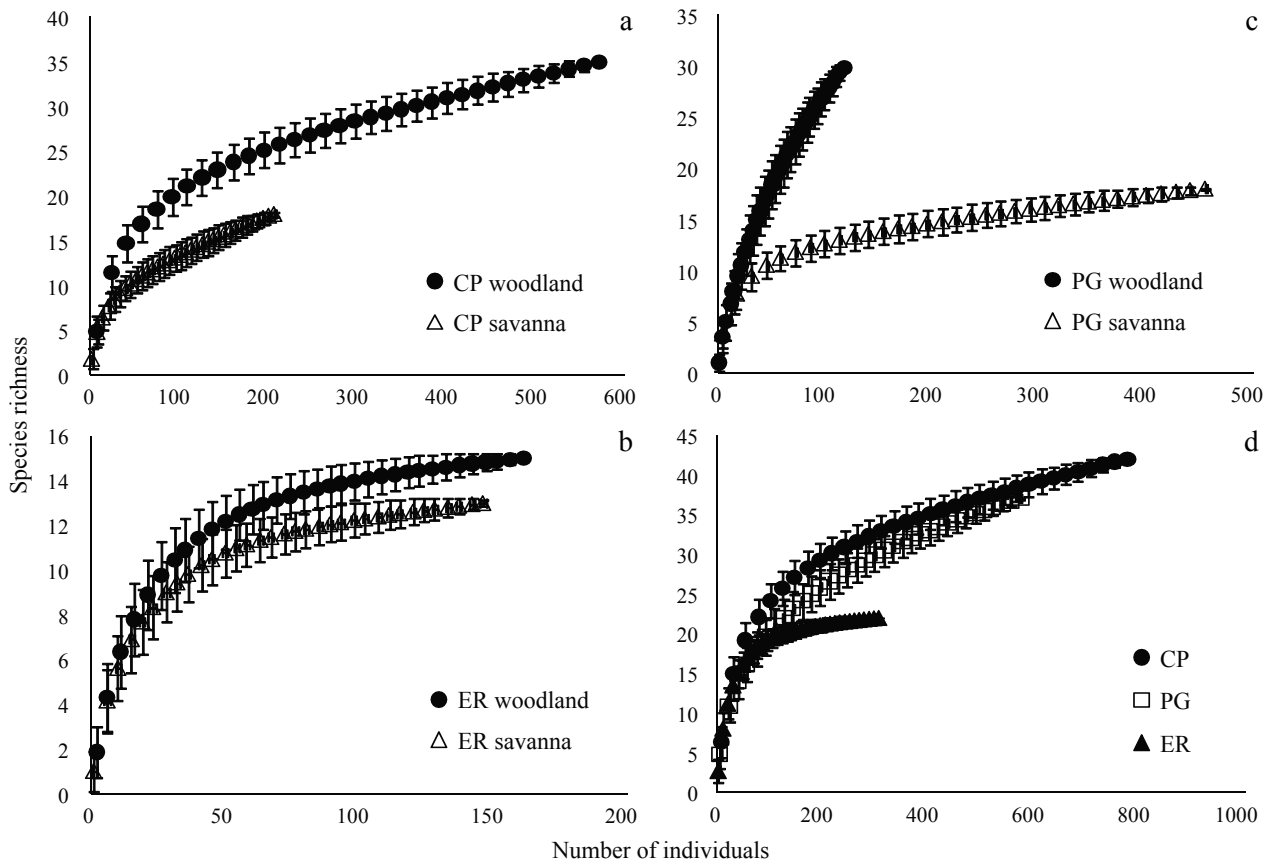 Species richness
a
40
35
30
25
20
15
10
5
0
CP woodland
CP savanna
0 100 200 300 400 500 600
c
35
30
25
20
15
10
5
0
PG woodland
PG savanna
0 100 200 300 400 500
b
16
14
12
10
8
6
4
2
0
ER woodland
ER savanna
0 50 100 150 200
d
45
40
35
30
25
20
15
10
5
0
CP
PG
ER
0 200 400 600 800 1000
Number of individuals